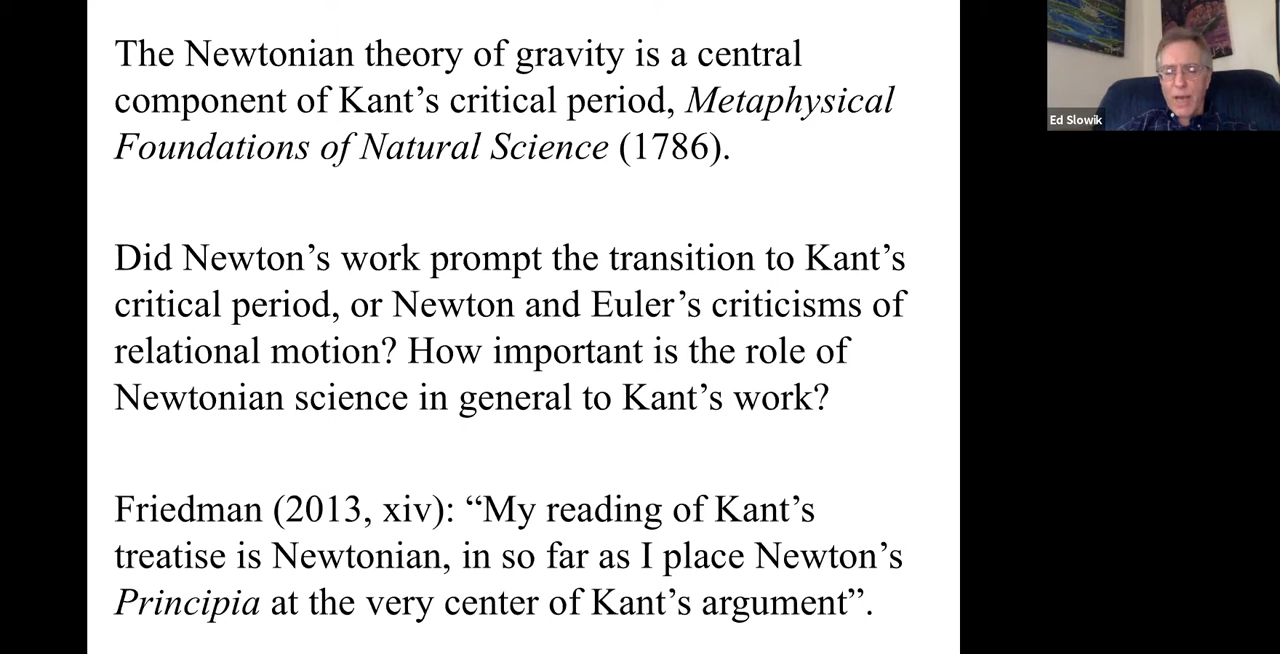 The Newtonian theory of gravity is a central
component of Kant’s critical period, Metaphysical
Foundations of Natural Science (1786).
Did Newton’s work prompt the transition to Kant’s
critical period, or Newton and Euler’s criticisms of
relational motion? How important is the role of
Newtonian science in general to Kant’s work?
Friedman (2013, xiv): “My reading of Kant’s
treatise is Newtonian, in so far as I place Newton’s
Principia at the very center of Kant’s argument”.
Ed Slowik